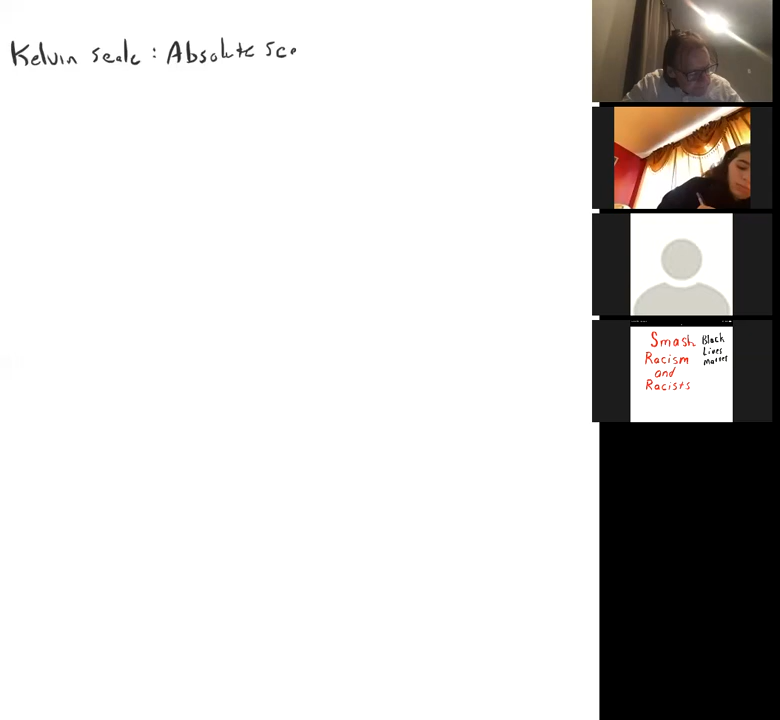 Kelvin scale : Absolute sca
Smash
Racism
and
Racists
Black
Lives
Matter